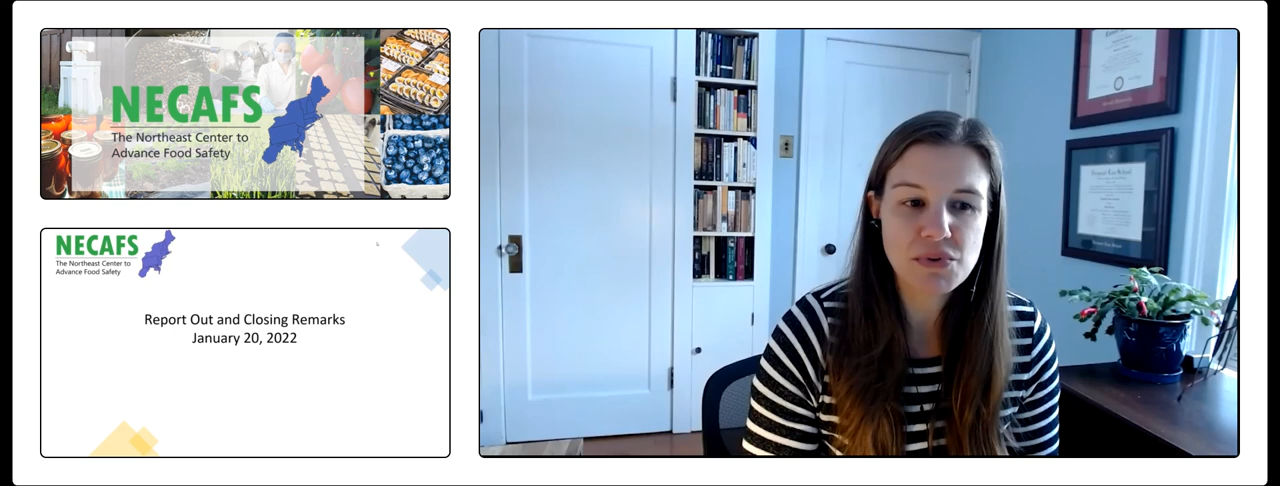 NECAFS
The Northeast Center to
Advance Food Safety
NECAFS
The Northeast Center to
Advance Food Safety
Report Out and Closing Remarks
January 20, 2022